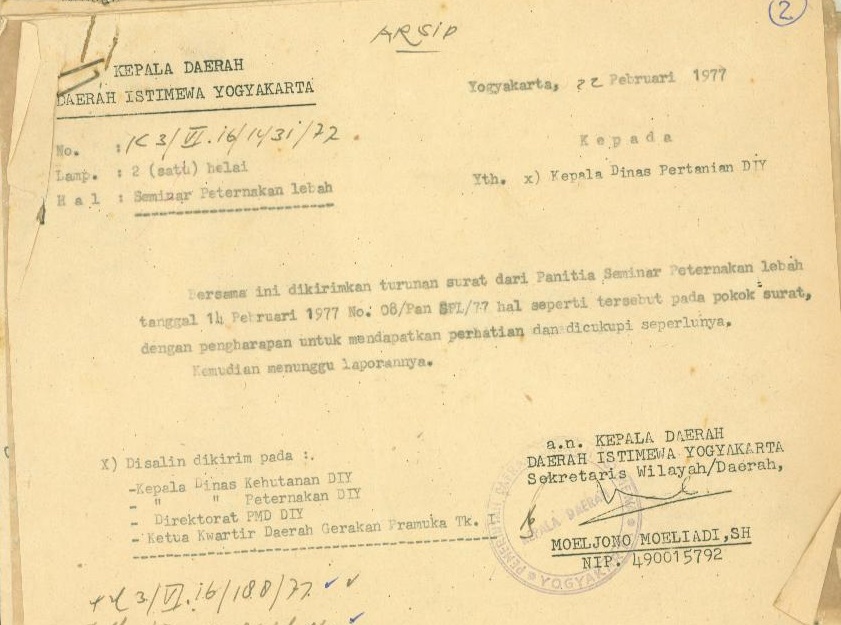 ARSIP
2
KEPALA DAERAH
DAERAH ISTIMEWA YOGYAKARTA
Yogyakarta, 22 Pebruari 1977
No. : K3/VI.16/1431/77.
Kepada
Lamp. : 2 (satu) helai
Yth. x) Kepala Dinas Pertanian DIY
Hal : Seminar Peternakan lebah
Bersama ini dikirimkan turunan surat dari Panitia Seminar Peternakan lebah
tanggal 14 Pebruari 1977 No. 08/Pan SPL/77 hal seperti tersebut pada pokok surat,
dengan pengharapan untuk mendapatkan perhatian dan dicukupi seperlunya.
Kemudian menunggu laporannya.
a.n. KEPALA DAERAH
DAERAH ISTIMEWA YOGYAKARTA
Sekretaris Wilayah/Daerah,
X) Disalin dikirim pada :.
-Kepala Dinas Kehutanan DIY
- " " Peternakan DIY
- Direktorat PMD DIY
- Ketua Kwartir Daerah Gerakan Pramuka Tk. I
KEPALA DAERAH
YOGYAKARTA
MOELJONO MOELIADI,SH
NIP. 490015792
K3/VI.16/188/77